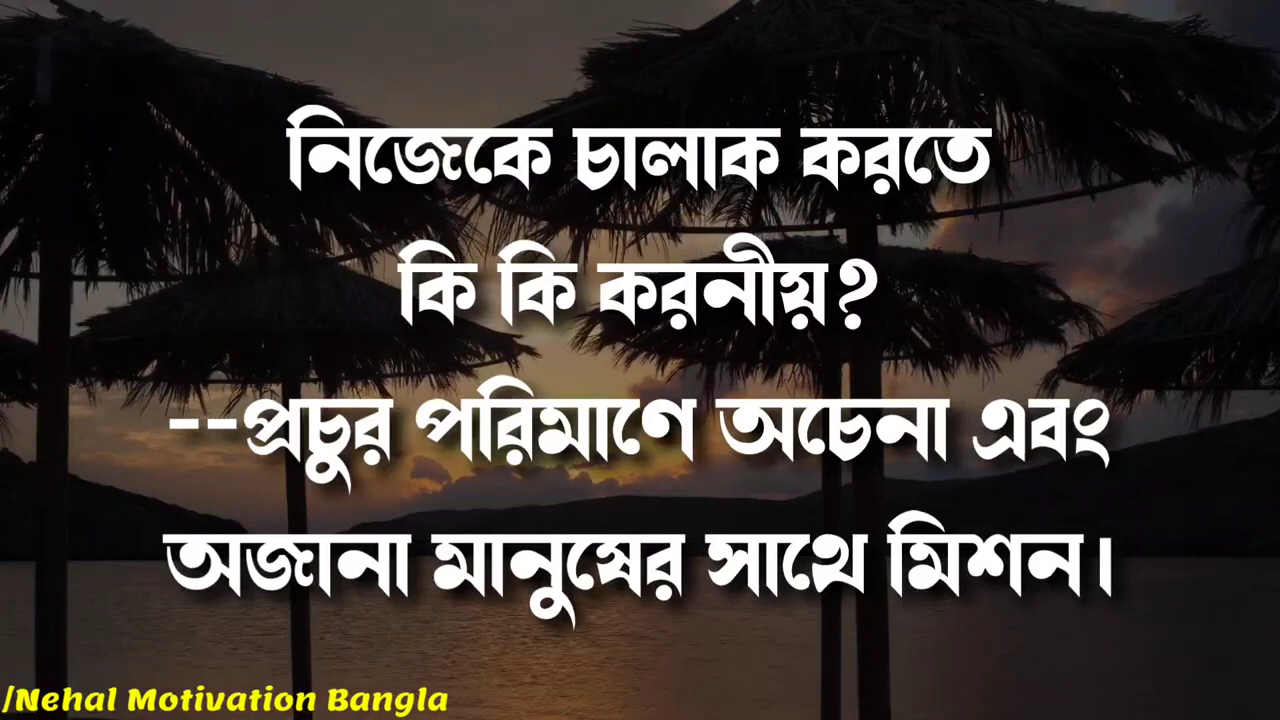 নিজেকে চালাক করতে
কি কি করনীয়?
--প্রচুর পরিমাণে অচেনা এবং
অজানা মানুষের সাথে মিশন।
/Nehal Motivation Bangla